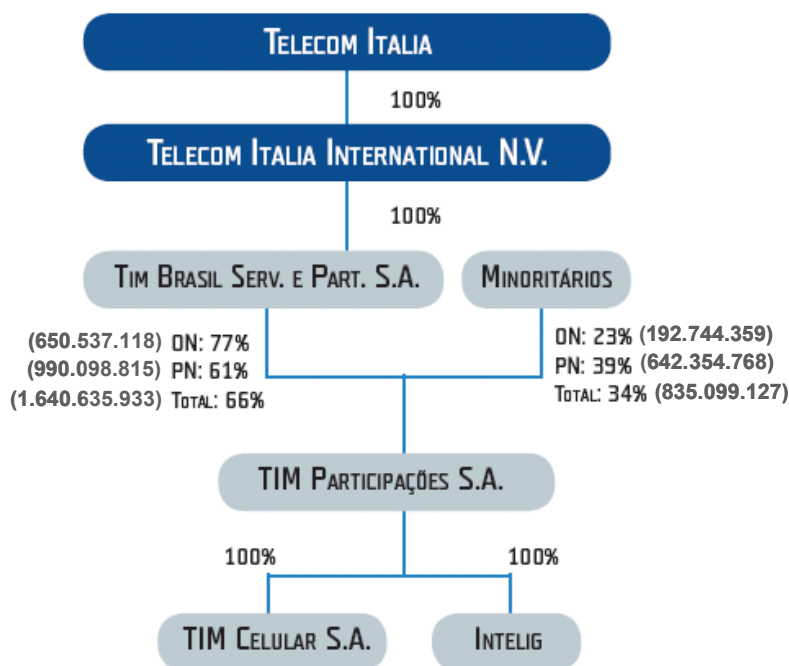 TELECOM ITALIA
100%
TELECOM ITALIA INTERNATIONAL N.V.
100%
TIM BRASIL SERV. E PART. S.A.
MINORITÁRIOS
(650.537.118) ON: 77%
(990.098.815) PN: 61%
(1.640.635.933) TOTAL: 66%
ON: 23% (192.744.359)
PN: 39% (642.354.768)
TOTAL: 34% (835.099.127)
TIM PARTICIPAÇÕES S.A.
100%
100%
TIM CELULAR S.A.
INTELIG